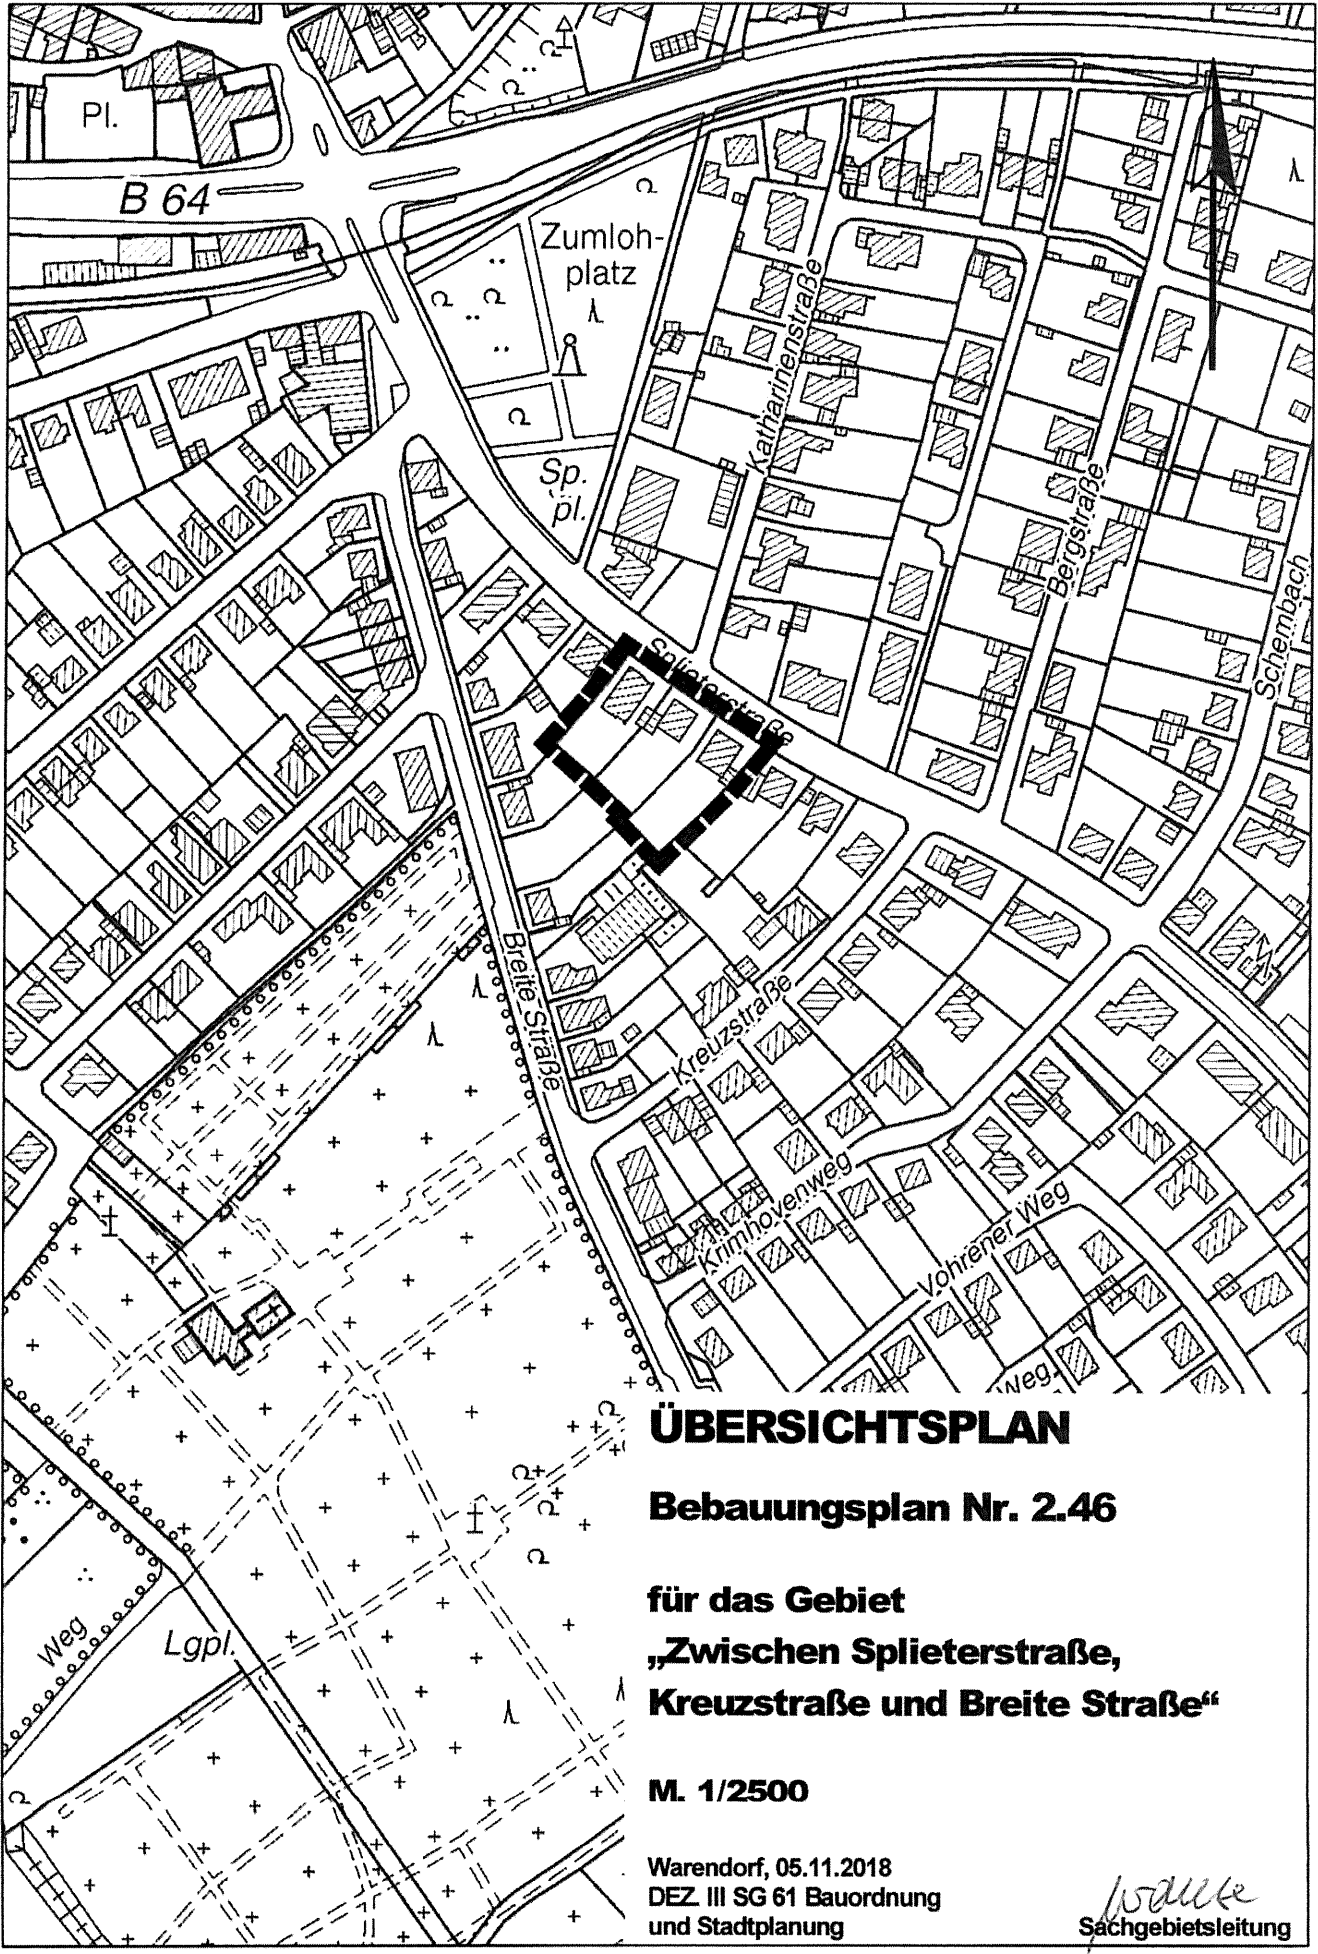 Pl.
B 64
Zumloh-
platz
Sp.
pl.
Katharinenstraße
Bergstraße
Schembach
Splieterstraße
Breite Straße
Kreuzstraße
Krimhovenweg
Vohrener Weg
Weg
Weg
Lgpl.
ÜBERSICHTSPLAN
Bebauungsplan Nr. 2.46
für das Gebiet
„Zwischen Splieterstraße,
Kreuzstraße und Breite Straße“
M. 1/2500
Warendorf, 05.11.2018
DEZ. III SG 61 Bauordnung
und Stadtplanung
Sachgebietsleitung